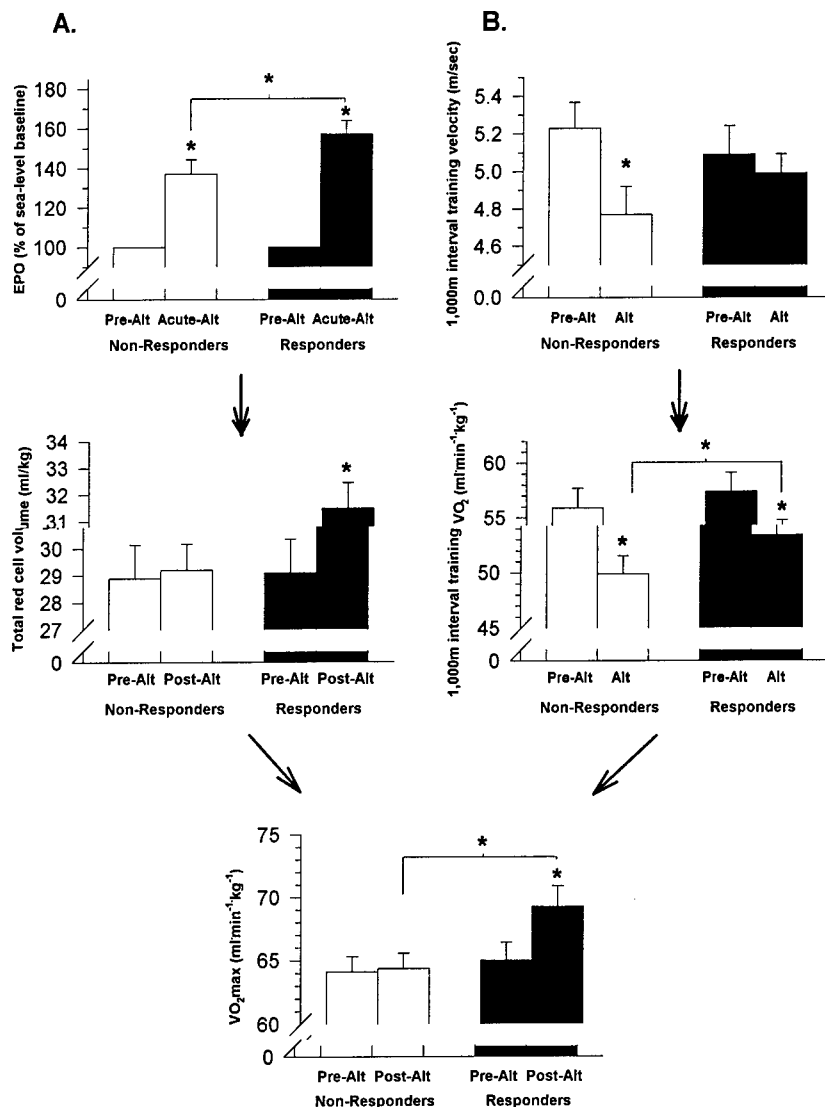 A.
B.
EPO (% of sea-level baseline)
180
160
140
120
100
0
*
*
*
Pre-Alt Acute-Alt
Pre-Alt Acute-Alt
Non-Responders
Responders
1,000m interval training velocity (m/sec)
5.4
5.2
5.0
4.8
4.6
0.0
*
Pre-Alt Alt
Pre-Alt Alt
Non-Responders
Responders
Total red cell volume (ml/kg)
34
33
32
31
30
29
28
27
0
*
Pre-Alt Post-Alt
Pre-Alt Post-Alt
Non-Responders
Responders
1,000m interval training VO₂ (ml·min⁻¹·kg⁻¹)
60
55
50
45
0
*
*
*
Pre-Alt Alt
Pre-Alt Alt
Non-Responders
Responders
VO₂max (ml·min⁻¹·kg⁻¹)
75
70
65
60
0
*
*
Pre-Alt Post-Alt
Pre-Alt Post-Alt
Non-Responders
Responders